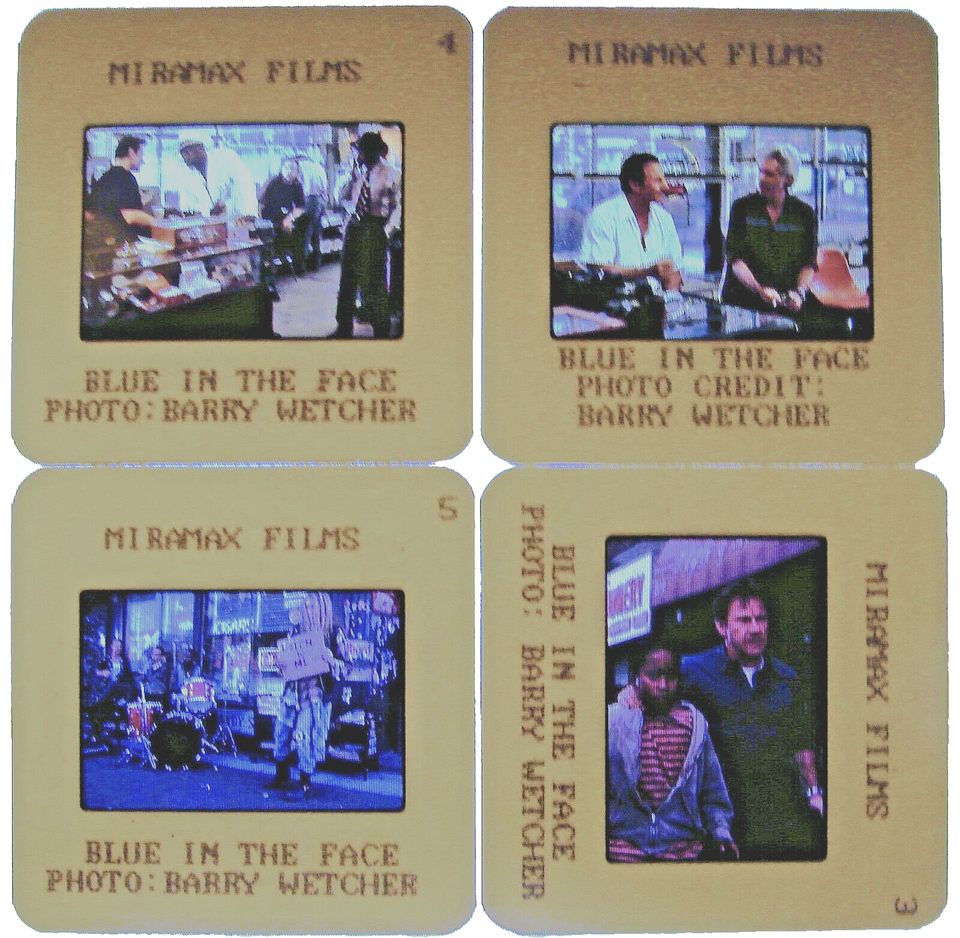 4
MIRAMAX FILMS
BLUE IN THE FACE
PHOTO: BARRY WETCHER
MIRAMAX FILMS
BLUE IN THE FACE
PHOTO CREDIT:
BARRY WETCHER
5
MIRAMAX FILMS
BLUE IN THE FACE
PHOTO: BARRY WETCHER
MIRAMAX FILMS
BLUE IN THE FACE
PHOTO: BARRY WETCHER
3